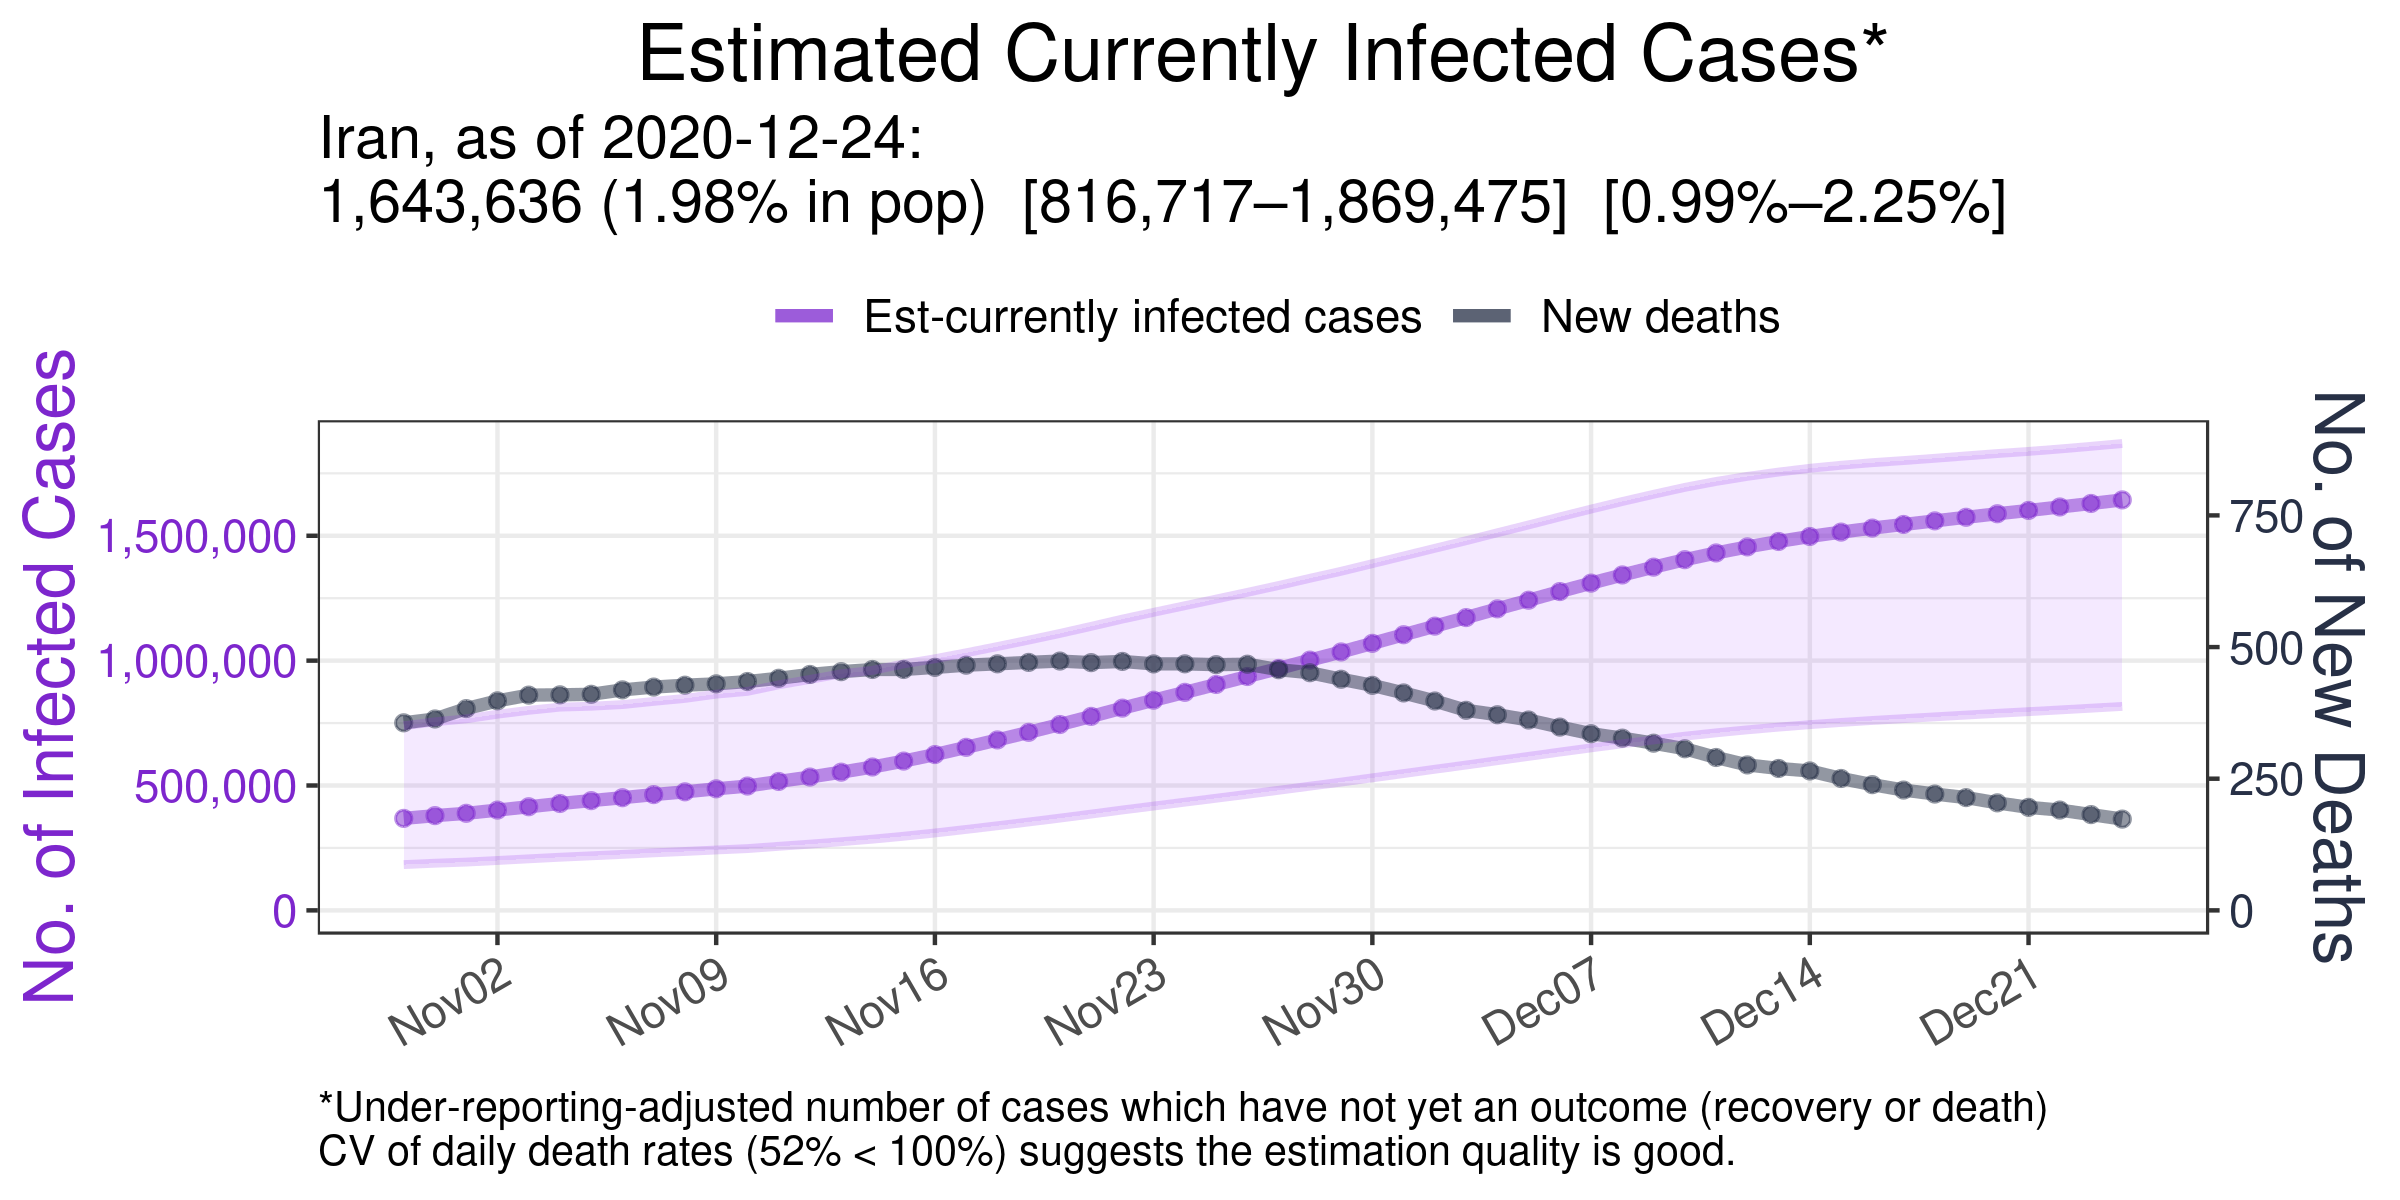 Estimated Currently Infected Cases*
Iran, as of 2020-12-24:
1,643,636 (1.98% in pop) [816,717–1,869,475] [0.99%–2.25%]
Est-currently infected cases
New deaths
No. of Infected Cases
1,500,000
1,000,000
500,000
0
No. of New Deaths
750
500
250
0
Nov02
Nov09
Nov16
Nov23
Nov30
Dec07
Dec14
Dec21
*Under-reporting-adjusted number of cases which have not yet an outcome (recovery or death)
CV of daily death rates (52% < 100%) suggests the estimation quality is good.